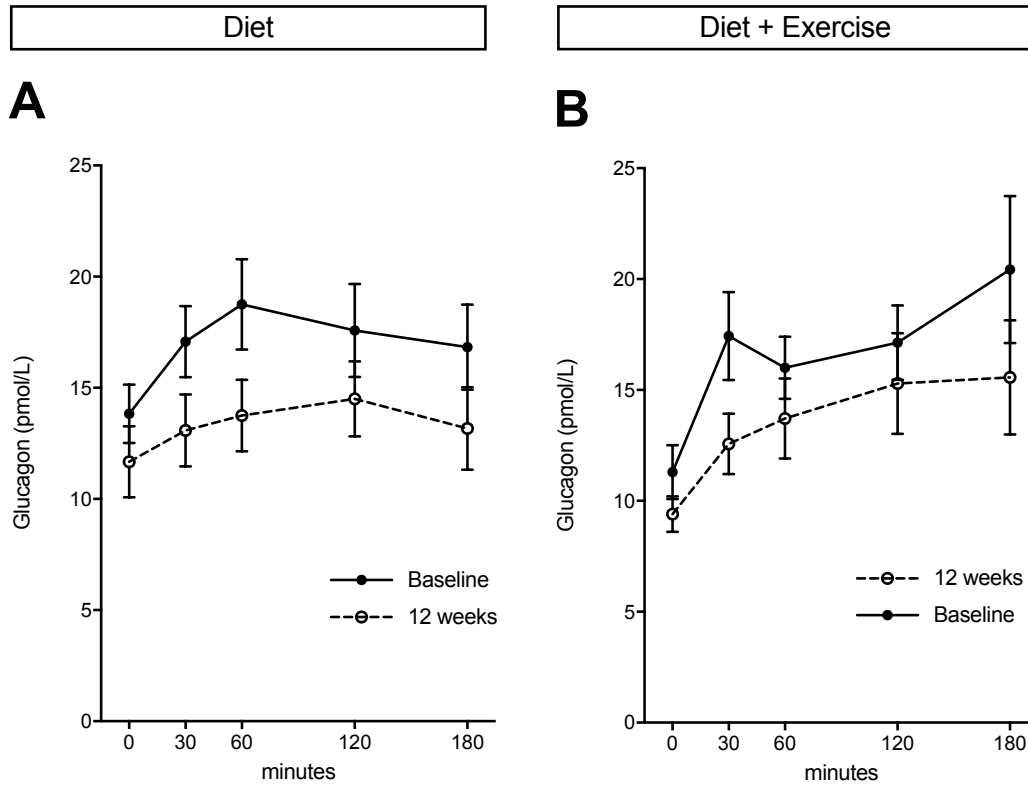 Diet
Diet + Exercise
A
B
25
20
15
10
5
0
Glucagon (pmol/L)
Baseline
12 weeks
0 30 60 120 180
minutes
25
20
15
10
5
0
Glucagon (pmol/L)
12 weeks
Baseline
0 30 60 120 180
minutes